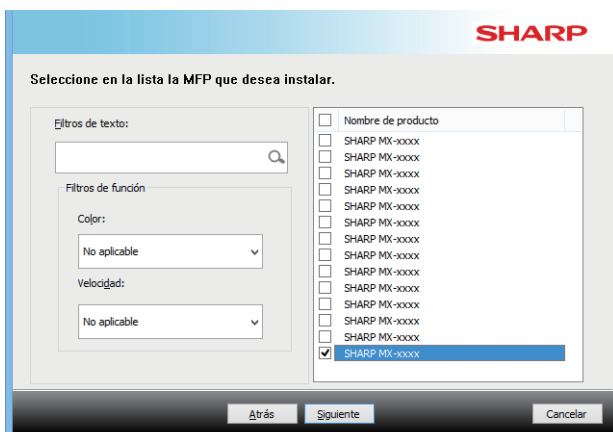 SHARP
Seleccione en la lista la MFP que desea instalar.
Filtros de texto:
Filtros de función
Color:
No aplicable
Velocidad:
No aplicable
Nombre de producto
SHARP MX-xxxx
SHARP MX-xxxx
SHARP MX-xxxx
SHARP MX-xxxx
SHARP MX-xxxx
SHARP MX-xxxx
SHARP MX-xxxx
SHARP MX-xxxx
SHARP MX-xxxx
SHARP MX-xxxx
SHARP MX-xxxx
SHARP MX-xxxx
SHARP MX-xxxx
SHARP MX-xxxx
Atrás
Siguiente
Cancelar